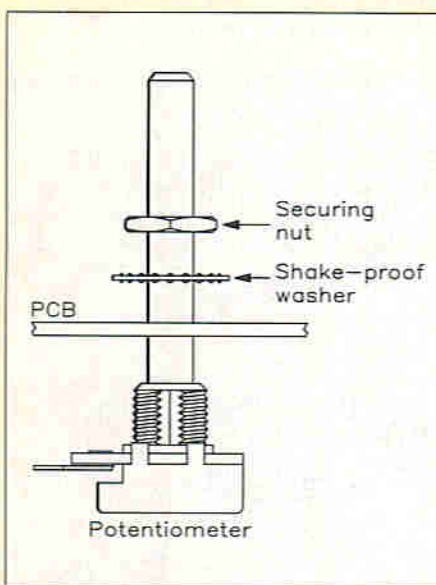 Securing
nut
Shake-proof
washer
PCB
Potentiometer